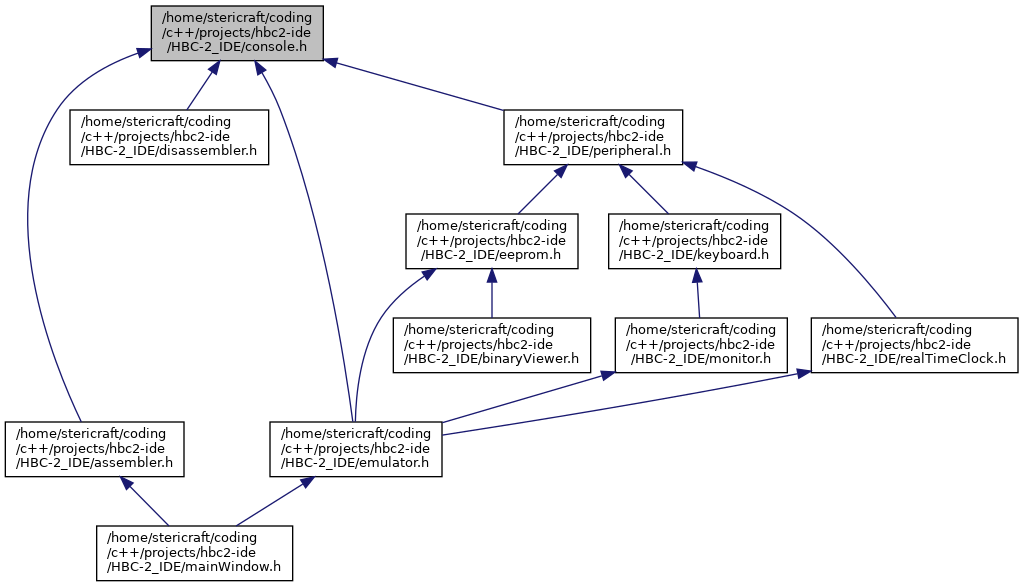 /home/stericraft/coding
/c++/projects/hbc2-ide
/HBC-2_IDE/console.h
/home/stericraft/coding
/c++/projects/hbc2-ide
/HBC-2_IDE/disassembler.h
/home/stericraft/coding
/c++/projects/hbc2-ide
/HBC-2_IDE/peripheral.h
/home/stericraft/coding
/c++/projects/hbc2-ide
/HBC-2_IDE/eeprom.h
/home/stericraft/coding
/c++/projects/hbc2-ide
/HBC-2_IDE/keyboard.h
/home/stericraft/coding
/c++/projects/hbc2-ide
/HBC-2_IDE/binaryViewer.h
/home/stericraft/coding
/c++/projects/hbc2-ide
/HBC-2_IDE/monitor.h
/home/stericraft/coding
/c++/projects/hbc2-ide
/HBC-2_IDE/realTimeClock.h
/home/stericraft/coding
/c++/projects/hbc2-ide
/HBC-2_IDE/assembler.h
/home/stericraft/coding
/c++/projects/hbc2-ide
/HBC-2_IDE/emulator.h
/home/stericraft/coding
/c++/projects/hbc2-ide
/HBC-2_IDE/mainWindow.h